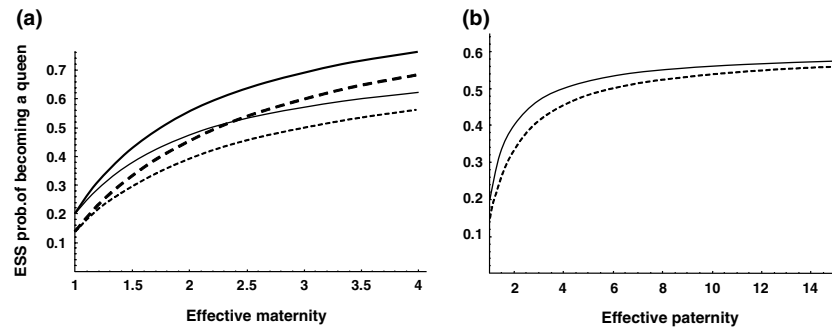 (a)
ESS prob.of becoming a queen
0.7
0.6
0.5
0.4
0.3
0.2
0.1
1 1.5 2 2.5 3 3.5 4
Effective maternity
(b)
0.6
0.5
0.4
0.3
0.2
0.1
2 4 6 8 10 12 14
Effective paternity